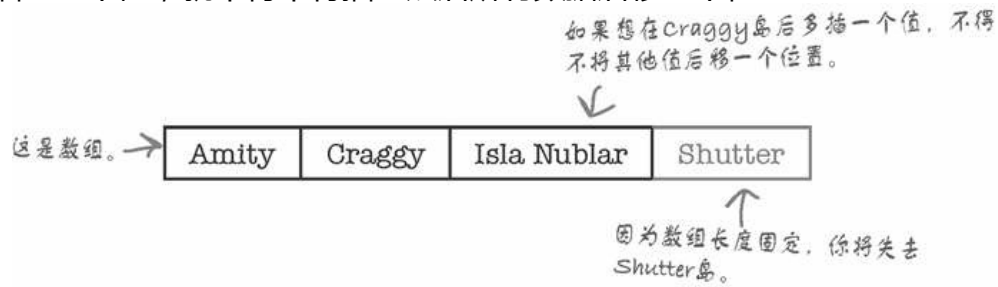 如果想在Craggy岛后多插一个值，不得
不将其他值后移一个位置。
这是数组。
Amity Craggy Isla Nublar Shutter
因为数组长度固定，你将失去
Shutter岛。